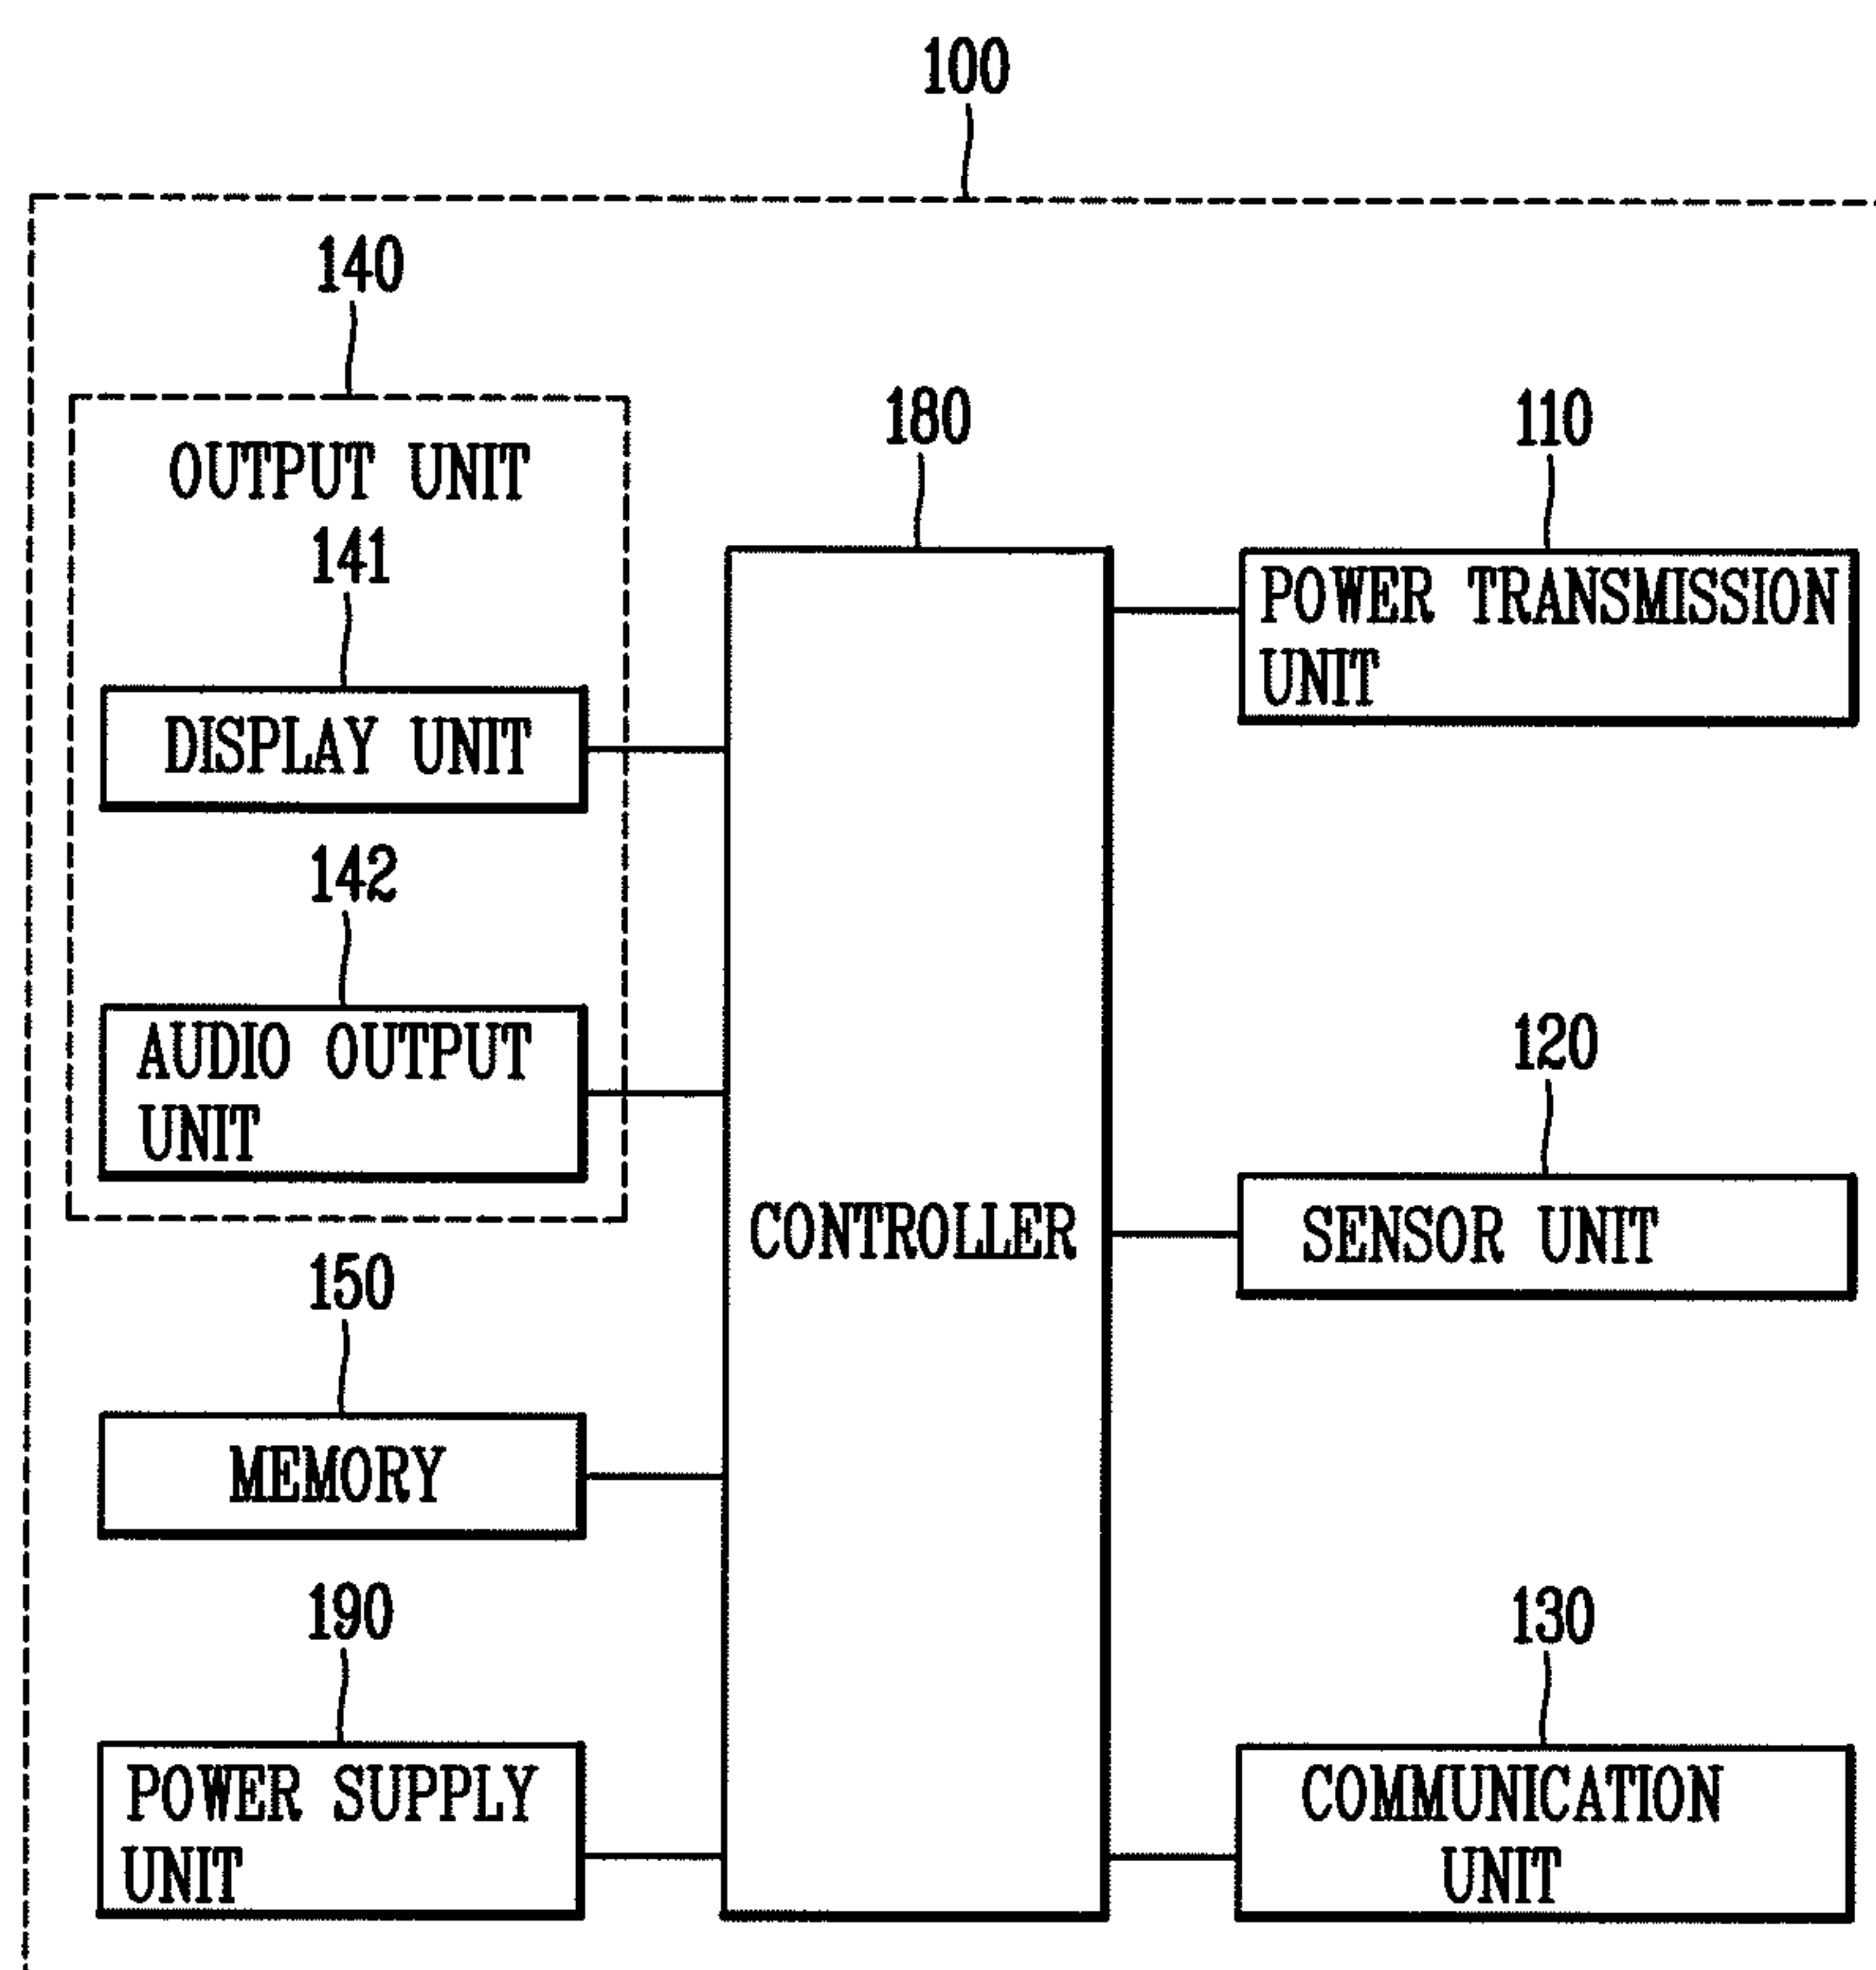 100
140
OUTPUT UNIT
141
DISPLAY UNIT
142
AUDIO OUTPUT
UNIT
150
MEMORY
190
POWER SUPPLY
UNIT
180
CONTROLLER
110
POWER TRANSMISSION
UNIT
120
SENSOR UNIT
130
COMMUNICATION
UNIT